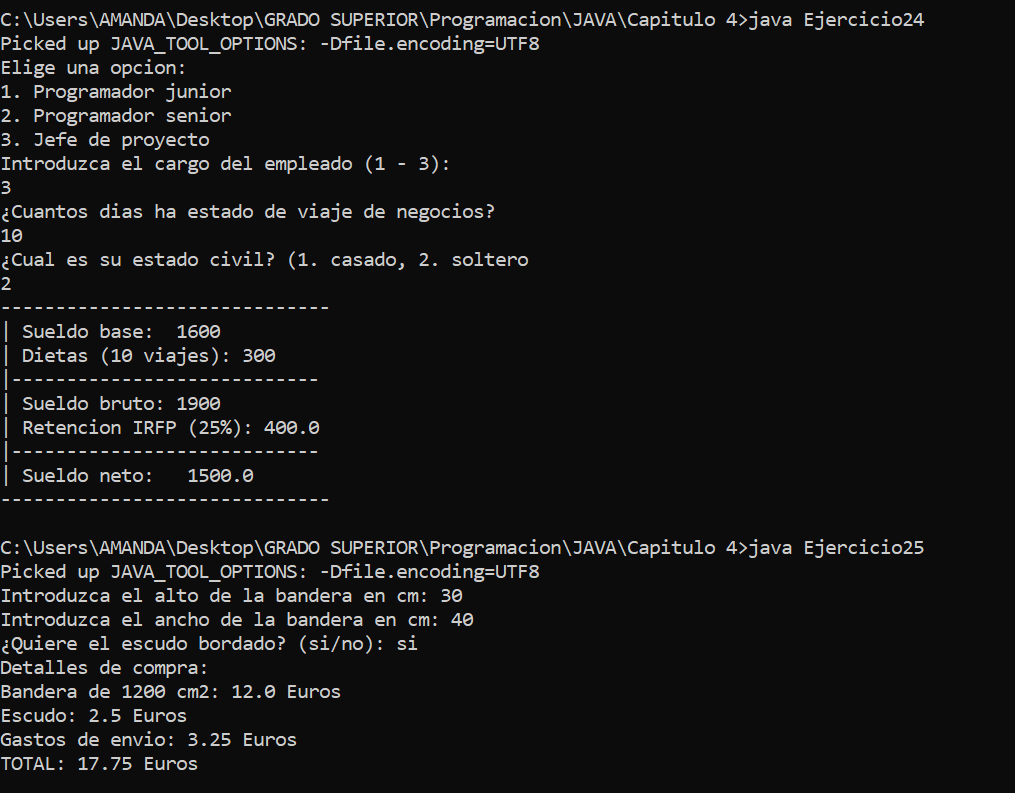 C:\Users\AMANDA\Desktop\GRADO SUPERIOR\Programacion\JAVA\Capitulo 4>java Ejercicio24
Picked up JAVA_TOOL_OPTIONS: -Dfile.encoding=UTF8
Elige una opcion:
1. Programador junior
2. Programador senior
3. Jefe de proyecto
Introduzca el cargo del empleado (1 - 3):
3
¿Cuantos dias ha estado de viaje de negocios?
10
¿Cual es su estado civil? (1. casado, 2. soltero
2
------------------------------
| Sueldo base:  1600
| Dietas (10 viajes): 300
|----------------------------
| Sueldo bruto: 1900
| Retencion IRFP (25%): 400.0
|----------------------------
| Sueldo neto:   1500.0
------------------------------
C:\Users\AMANDA\Desktop\GRADO SUPERIOR\Programacion\JAVA\Capitulo 4>java Ejercicio25
Picked up JAVA_TOOL_OPTIONS: -Dfile.encoding=UTF8
Introduzca el alto de la bandera en cm: 30
Introduzca el ancho de la bandera en cm: 40
¿Quiere el escudo bordado? (si/no): si
Detalles de compra:
Bandera de 1200 cm2: 12.0 Euros
Escudo: 2.5 Euros
Gastos de envio: 3.25 Euros
TOTAL: 17.75 Euros